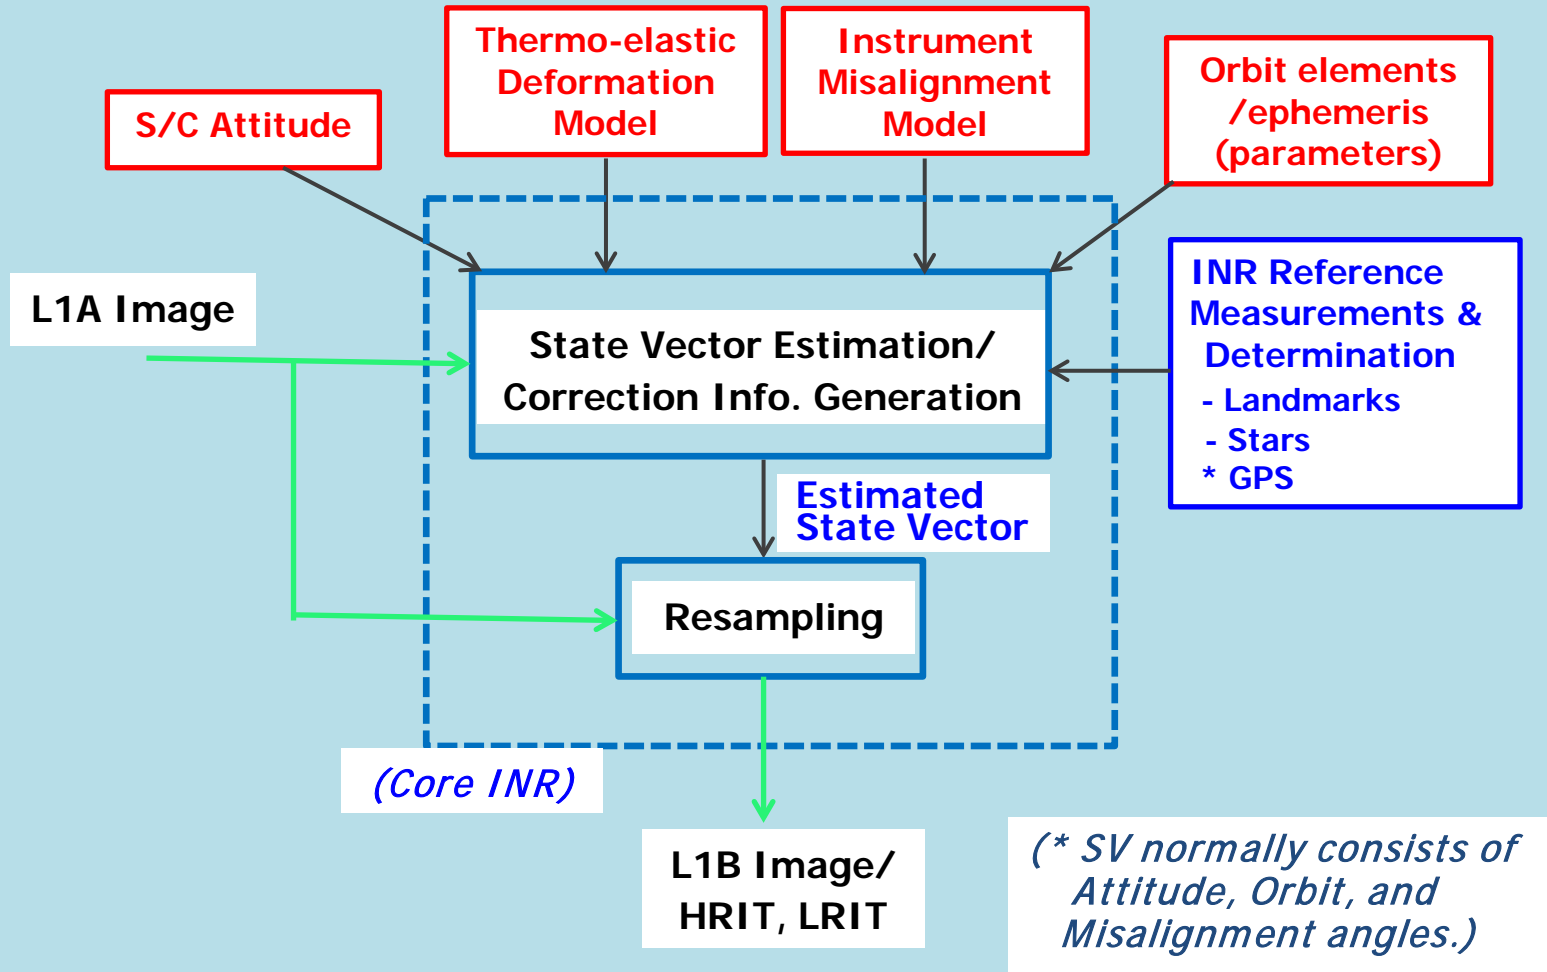 Thermo-elastic
Deformation
Model
Instrument
Misalignment
Model
Orbit elements
/ephemeris
(parameters)
S/C Attitude
INR Reference
Measurements &
Determination
- Landmarks
- Stars
* GPS
L1A Image
State Vector Estimation/
Correction Info. Generation
Estimated
State Vector
Resampling
(Core INR)
L1B Image/
HRIT, LRIT
(* SV normally consists of
Attitude, Orbit, and
Misalignment angles.)